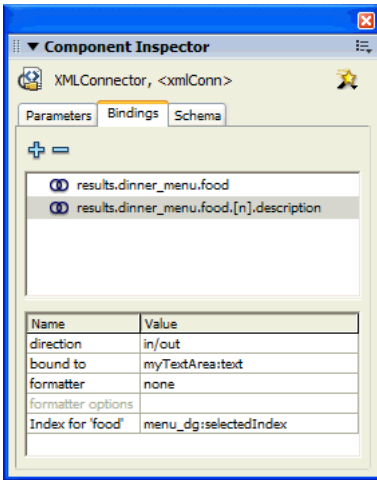 Component Inspector
XMLConnector, <xmlConn>
Parameters Bindings Schema
results.dinner_menu.food
results.dinner_menu.food.[n].description
Name Value
direction in/out
bound to myTextArea:text
formatter none
formatter options
Index for 'food' menu_dg:selectedIndex